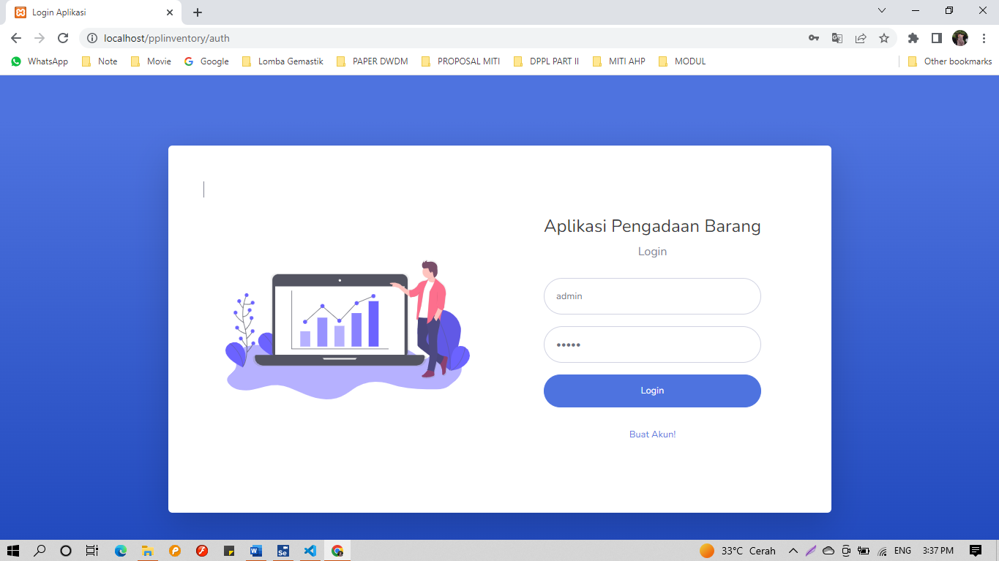 Login Aplikasi
localhost/pplinventory/auth
WhatsApp Note Movie Google Lomba Gemastik PAPER DWDM PROPOSAL MITI DPPL PART II MITI AHP MODUL Other bookmarks
Aplikasi Pengadaan Barang
Login
admin
•••••
Login
Buat Akun!
33°C Cerah ENG 3:37 PM